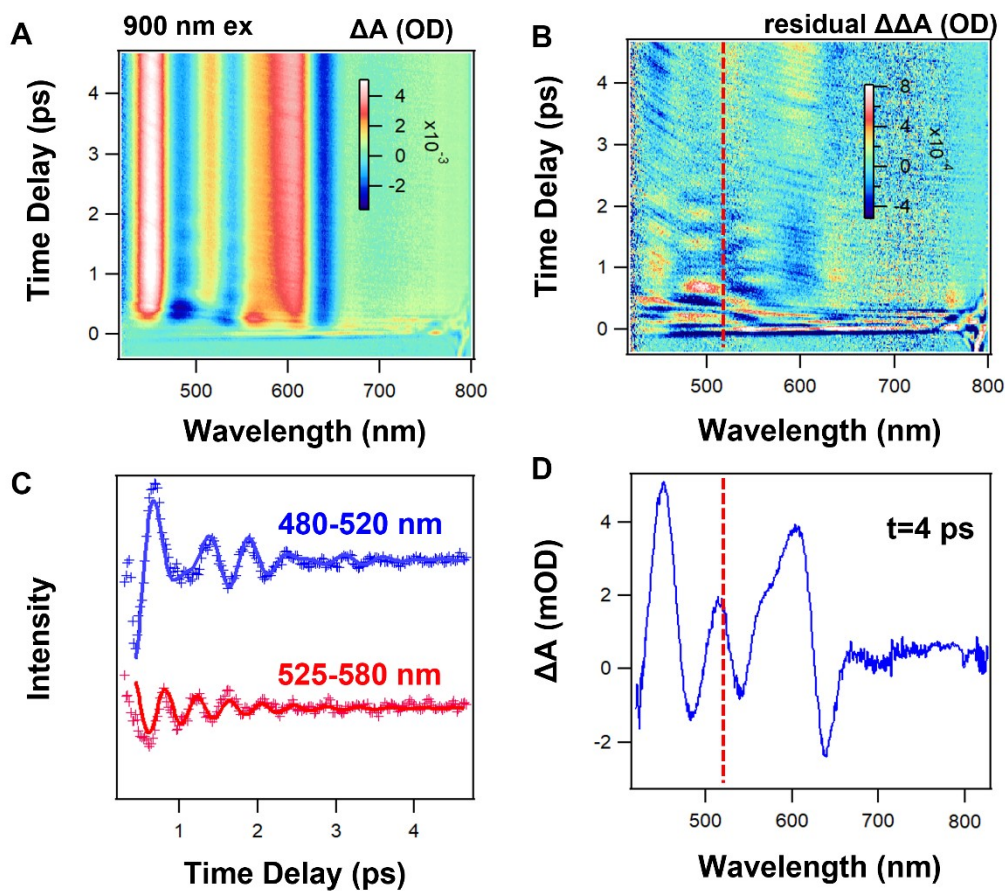 A
900 nm ex
ΔA (OD)
4
2
0
-2
x10⁻³
4
3
2
1
0
Time Delay (ps)
500
600
700
800
Wavelength (nm)
B
residual ΔΔA (OD)
8
4
0
-4
x10⁻⁴
4
3
2
1
0
Time Delay (ps)
500
600
700
800
Wavelength (nm)
C
480-520 nm
525-580 nm
Intensity
1
2
3
4
Time Delay (ps)
D
t=4 ps
4
2
0
-2
ΔA (mOD)
500
600
700
800
Wavelength (nm)